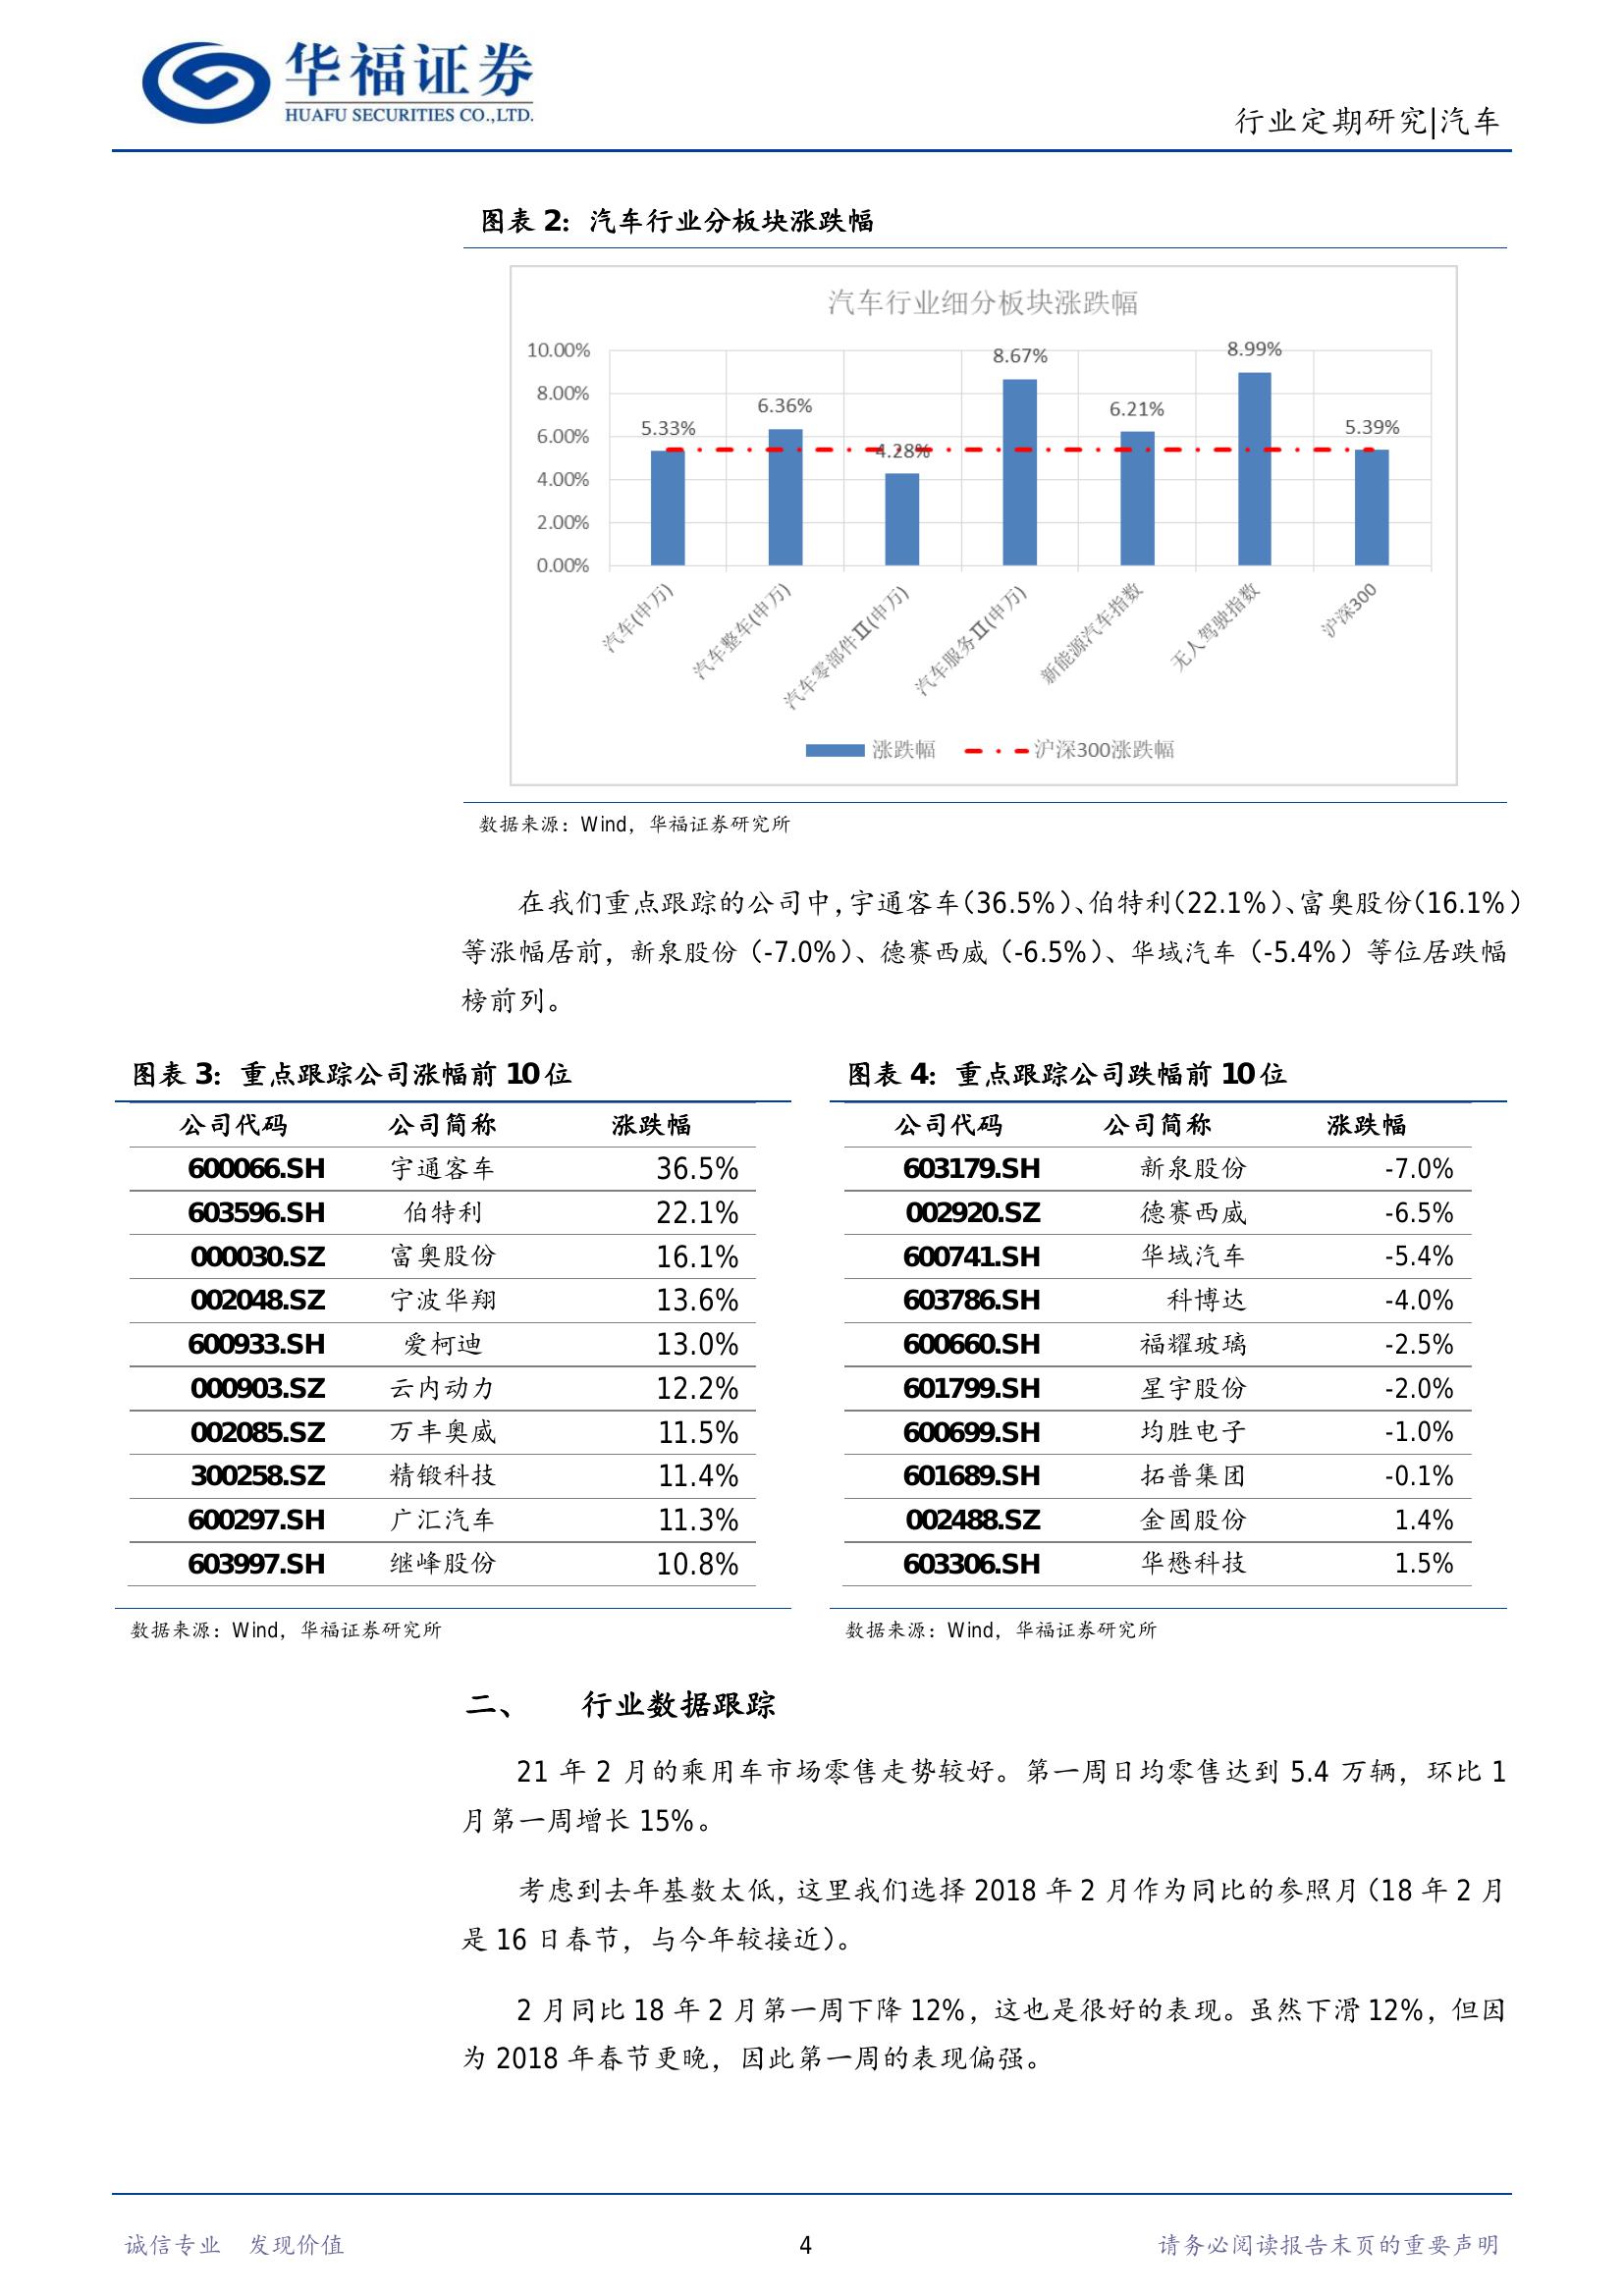 华福证券
HUAFU SECURITIES CO.,LTD.
行业定期研究|汽车
图表 2：汽车行业分板块涨跌幅
汽车行业细分板块涨跌幅
10.00%
8.00%
6.00%
4.00%
2.00%
0.00%
5.33%
6.36%
4.28%
8.67%
6.21%
8.99%
5.39%
汽车(申万)
汽车整车(申万)
汽车零部件Ⅱ(申万)
汽车服务Ⅱ(申万)
新能源汽车指数
无人驾驶指数
沪深300
涨跌幅 沪深300涨跌幅
数据来源：Wind，华福证券研究所
在我们重点跟踪的公司中，宇通客车（36.5%）、伯特利（22.1%）、富奥股份（16.1%）
等涨幅居前，新泉股份（-7.0%）、德赛西威（-6.5%）、华域汽车（-5.4%）等位居跌幅
榜前列。
图表 3：重点跟踪公司涨幅前 10 位
公司代码 公司简称 涨跌幅
600066.SH 宇通客车 36.5%
603596.SH 伯特利 22.1%
000030.SZ 富奥股份 16.1%
002048.SZ 宁波华翔 13.6%
600933.SH 爱柯迪 13.0%
000903.SZ 云内动力 12.2%
002085.SZ 万丰奥威 11.5%
300258.SZ 精锻科技 11.4%
600297.SH 广汇汽车 11.3%
603997.SH 继峰股份 10.8%
数据来源：Wind，华福证券研究所
图表 4：重点跟踪公司跌幅前 10 位
公司代码 公司简称 涨跌幅
603179.SH 新泉股份 -7.0%
002920.SZ 德赛西威 -6.5%
600741.SH 华域汽车 -5.4%
603786.SH 科博达 -4.0%
600660.SH 福耀玻璃 -2.5%
601799.SH 星宇股份 -2.0%
600699.SH 均胜电子 -1.0%
601689.SH 拓普集团 -0.1%
002488.SZ 金固股份 1.4%
603306.SH 华懋科技 1.5%
数据来源：Wind，华福证券研究所
二、 行业数据跟踪
21 年 2 月的乘用车市场零售走势较好。第一周日均零售达到 5.4 万辆，环比 1
月第一周增长 15%。
考虑到去年基数太低，这里我们选择 2018 年 2 月作为同比的参照月（18 年 2 月
是 16 日春节，与今年较接近）。
2 月同比 18 年 2 月第一周下降 12%，这也是很好的表现。虽然下滑 12%，但因
为 2018 年春节更晚，因此第一周的表现偏强。
诚信专业 发现价值 4 请务必阅读报告末页的重要声明